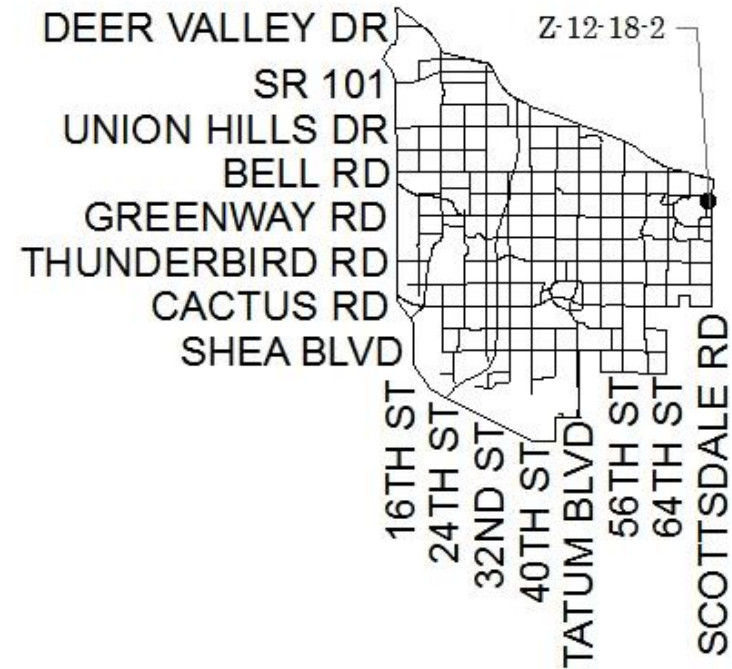 DEER VALLEY DR
Z-12-18-2
SR 101
UNION HILLS DR
BELL RD
GREENWAY RD
THUNDERBIRD RD
CACTUS RD
SHEA BLVD
16TH ST
24TH ST
32ND ST
40TH ST
TATUM BLVD
56TH ST
64TH ST
SCOTTSDALE RD